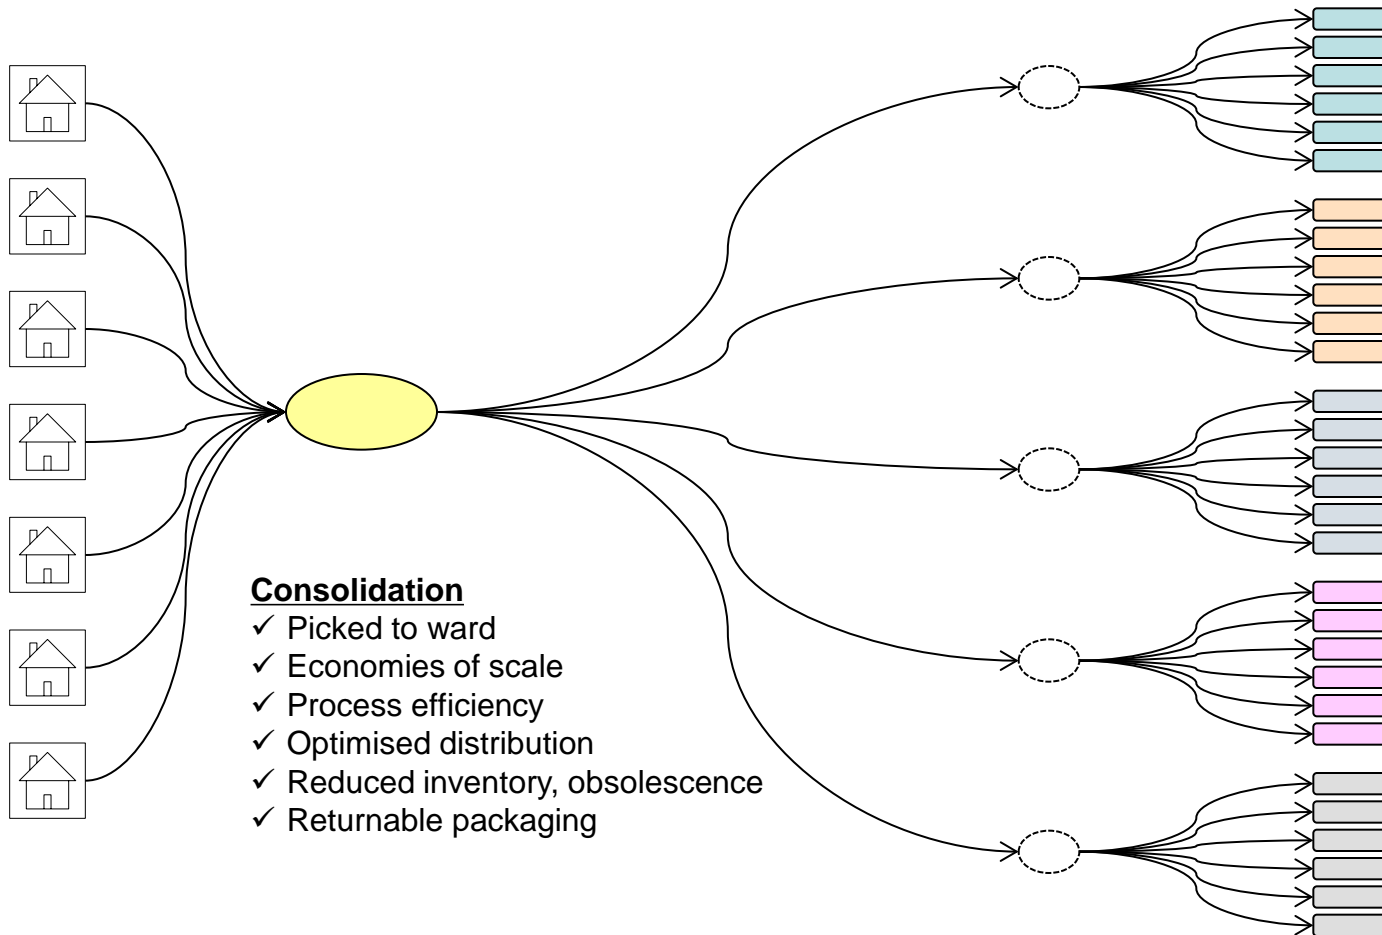 Consolidation
✓ Picked to ward
✓ Economies of scale
✓ Process efficiency
✓ Optimised distribution
✓ Reduced inventory, obsolescence
✓ Returnable packaging